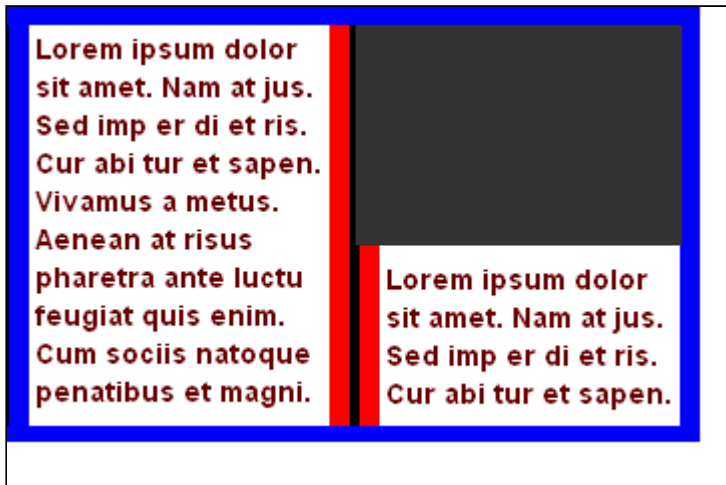 Lorem ipsum dolor
sit amet. Nam at jus.
Sed imp er di et ris.
Cur abi tur et sapen.
Vivamus a metus.
Aenean at risus
pharetra ante luctu
feugiat quis enim.
Cum sociis natoque
penatibus et magni.
Lorem ipsum dolor
sit amet. Nam at jus.
Sed imp er di et ris.
Cur abi tur et sapen.